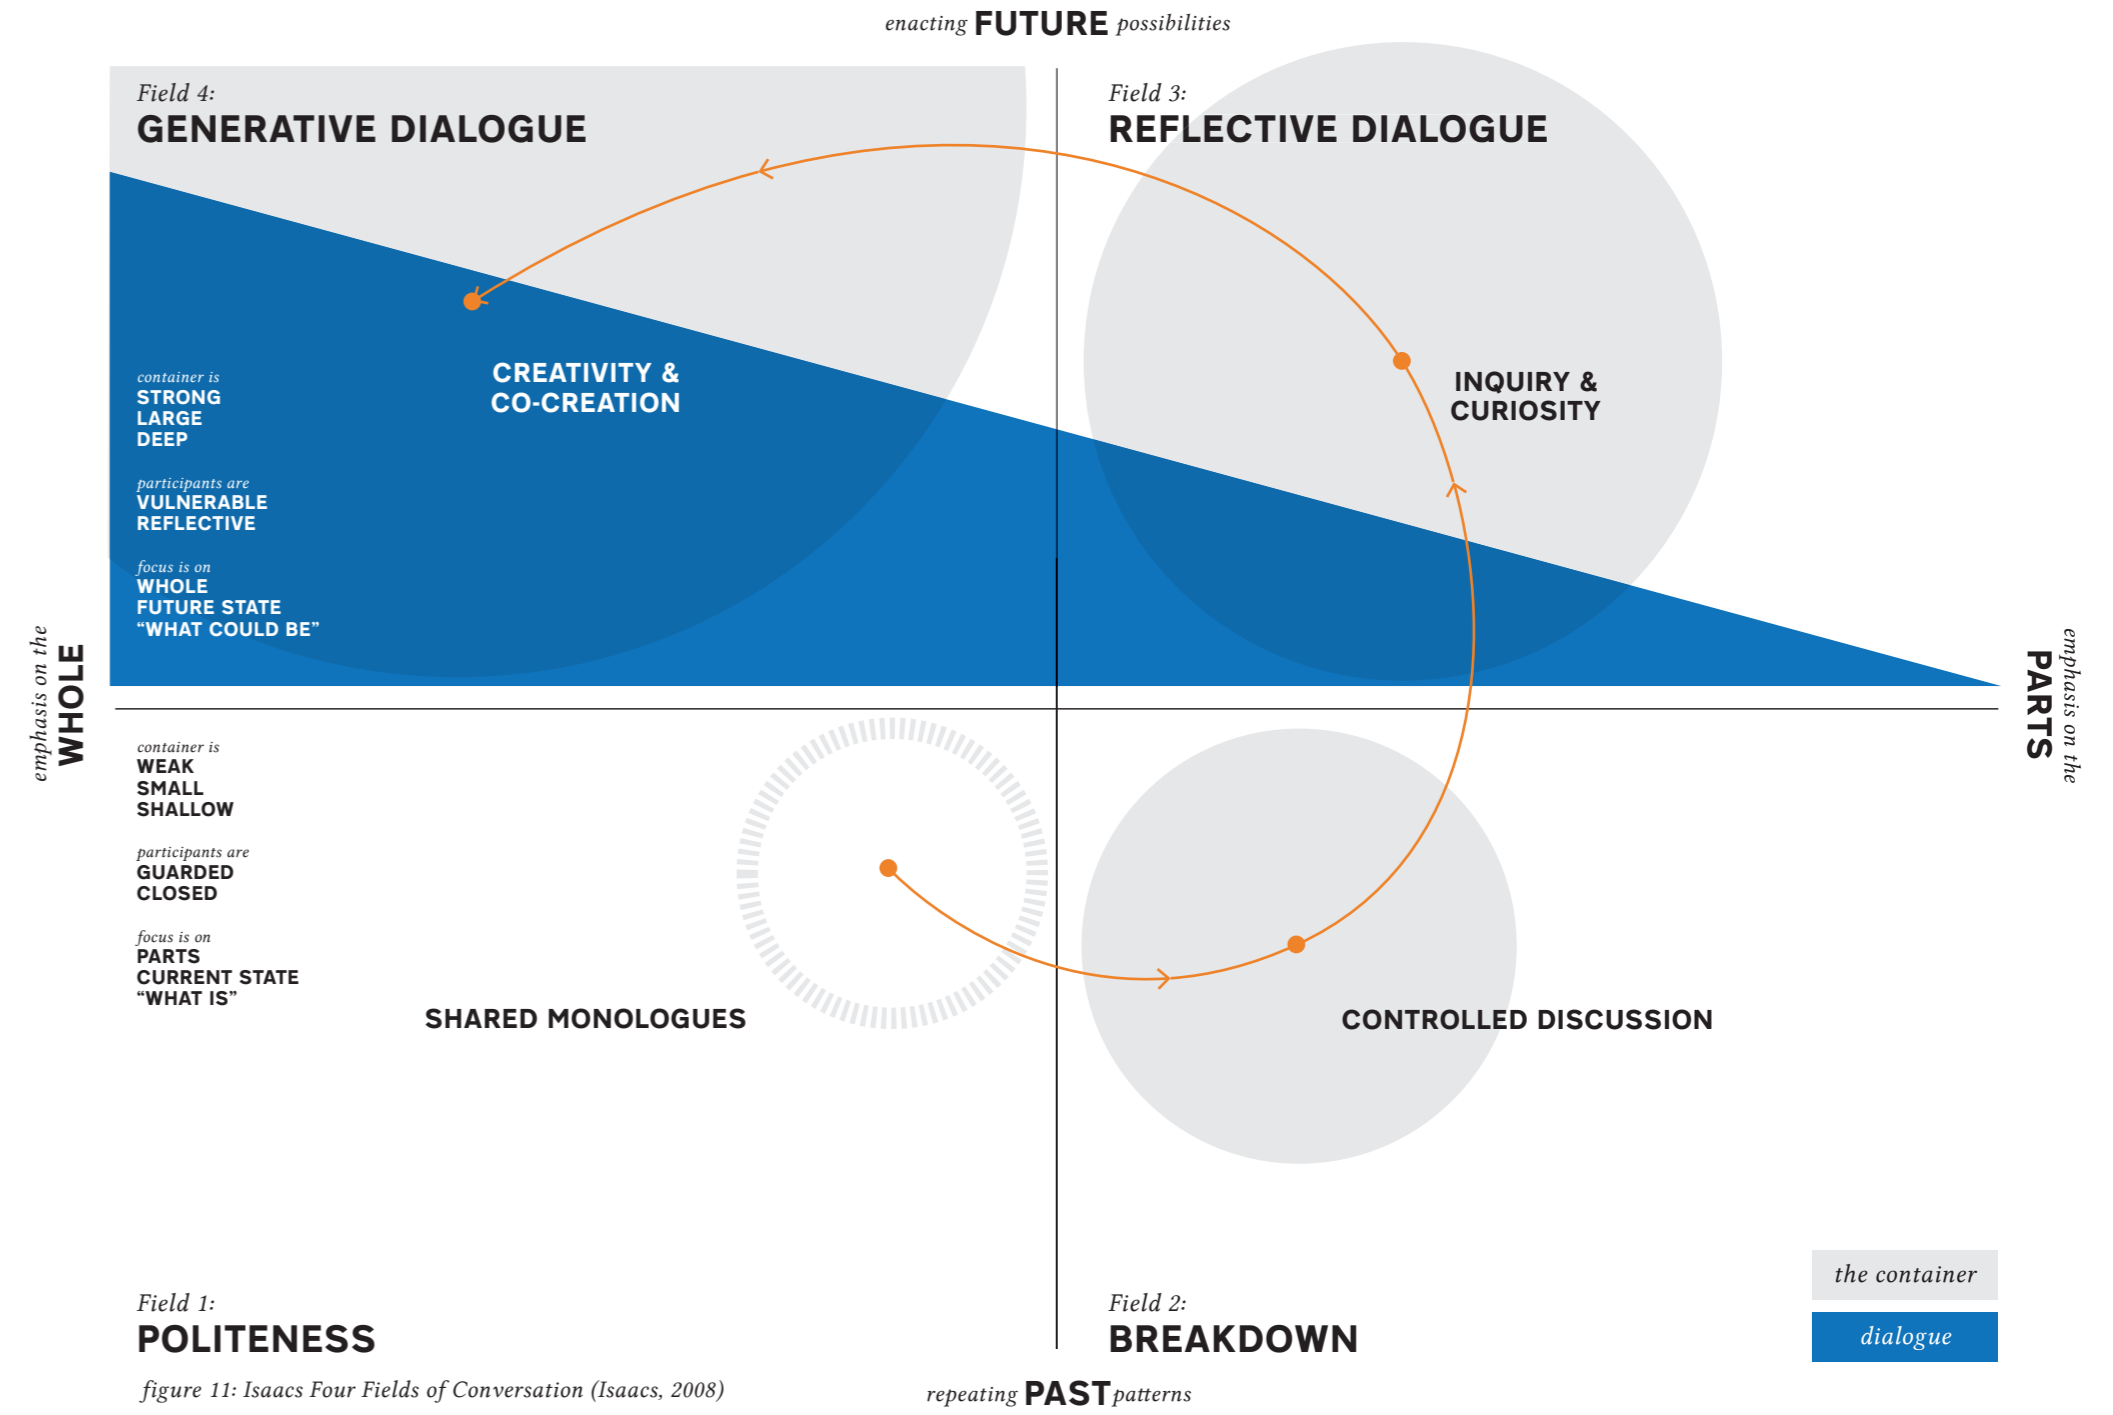 enacting FUTURE possibilities
Field 4:
GENERATIVE DIALOGUE
Field 3:
REFLECTIVE DIALOGUE
CREATIVITY &
CO-CREATION
INQUIRY &
CURIOSITY
container is
STRONG
LARGE
DEEP
participants are
VULNERABLE
REFLECTIVE
focus is on
WHOLE
FUTURE STATE
“WHAT COULD BE”
emphasis on the
WHOLE
emphasis on the
PARTS
container is
WEAK
SMALL
SHALLOW
participants are
GUARDED
CLOSED
focus is on
PARTS
CURRENT STATE
“WHAT IS”
SHARED MONOLOGUES
CONTROLLED DISCUSSION
the container
dialogue
Field 1:
POLITENESS
Field 2:
BREAKDOWN
figure 11: Isaacs Four Fields of Conversation (Isaacs, 2008)
repeating PAST patterns